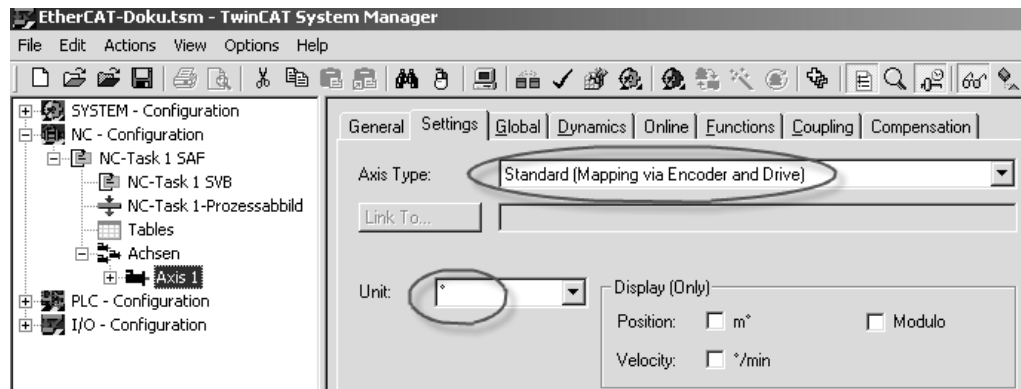 EtherCAT-Doku.tsm - TwinCAT System Manager
File Edit Actions View Options Help
SYSTEM - Configuration
NC - Configuration
NC-Task 1 SAF
NC-Task 1 SVB
NC-Task 1-Prozessabbild
Tables
Achsen
Axis 1
PLC - Configuration
I/O - Configuration
General Settings Global Dynamics Online Functions Coupling Compensation
Axis Type: Standard (Mapping via Encoder and Drive)
Link To...
Unit: °
Display (Only)
Position: m° Modulo
Velocity: °/min